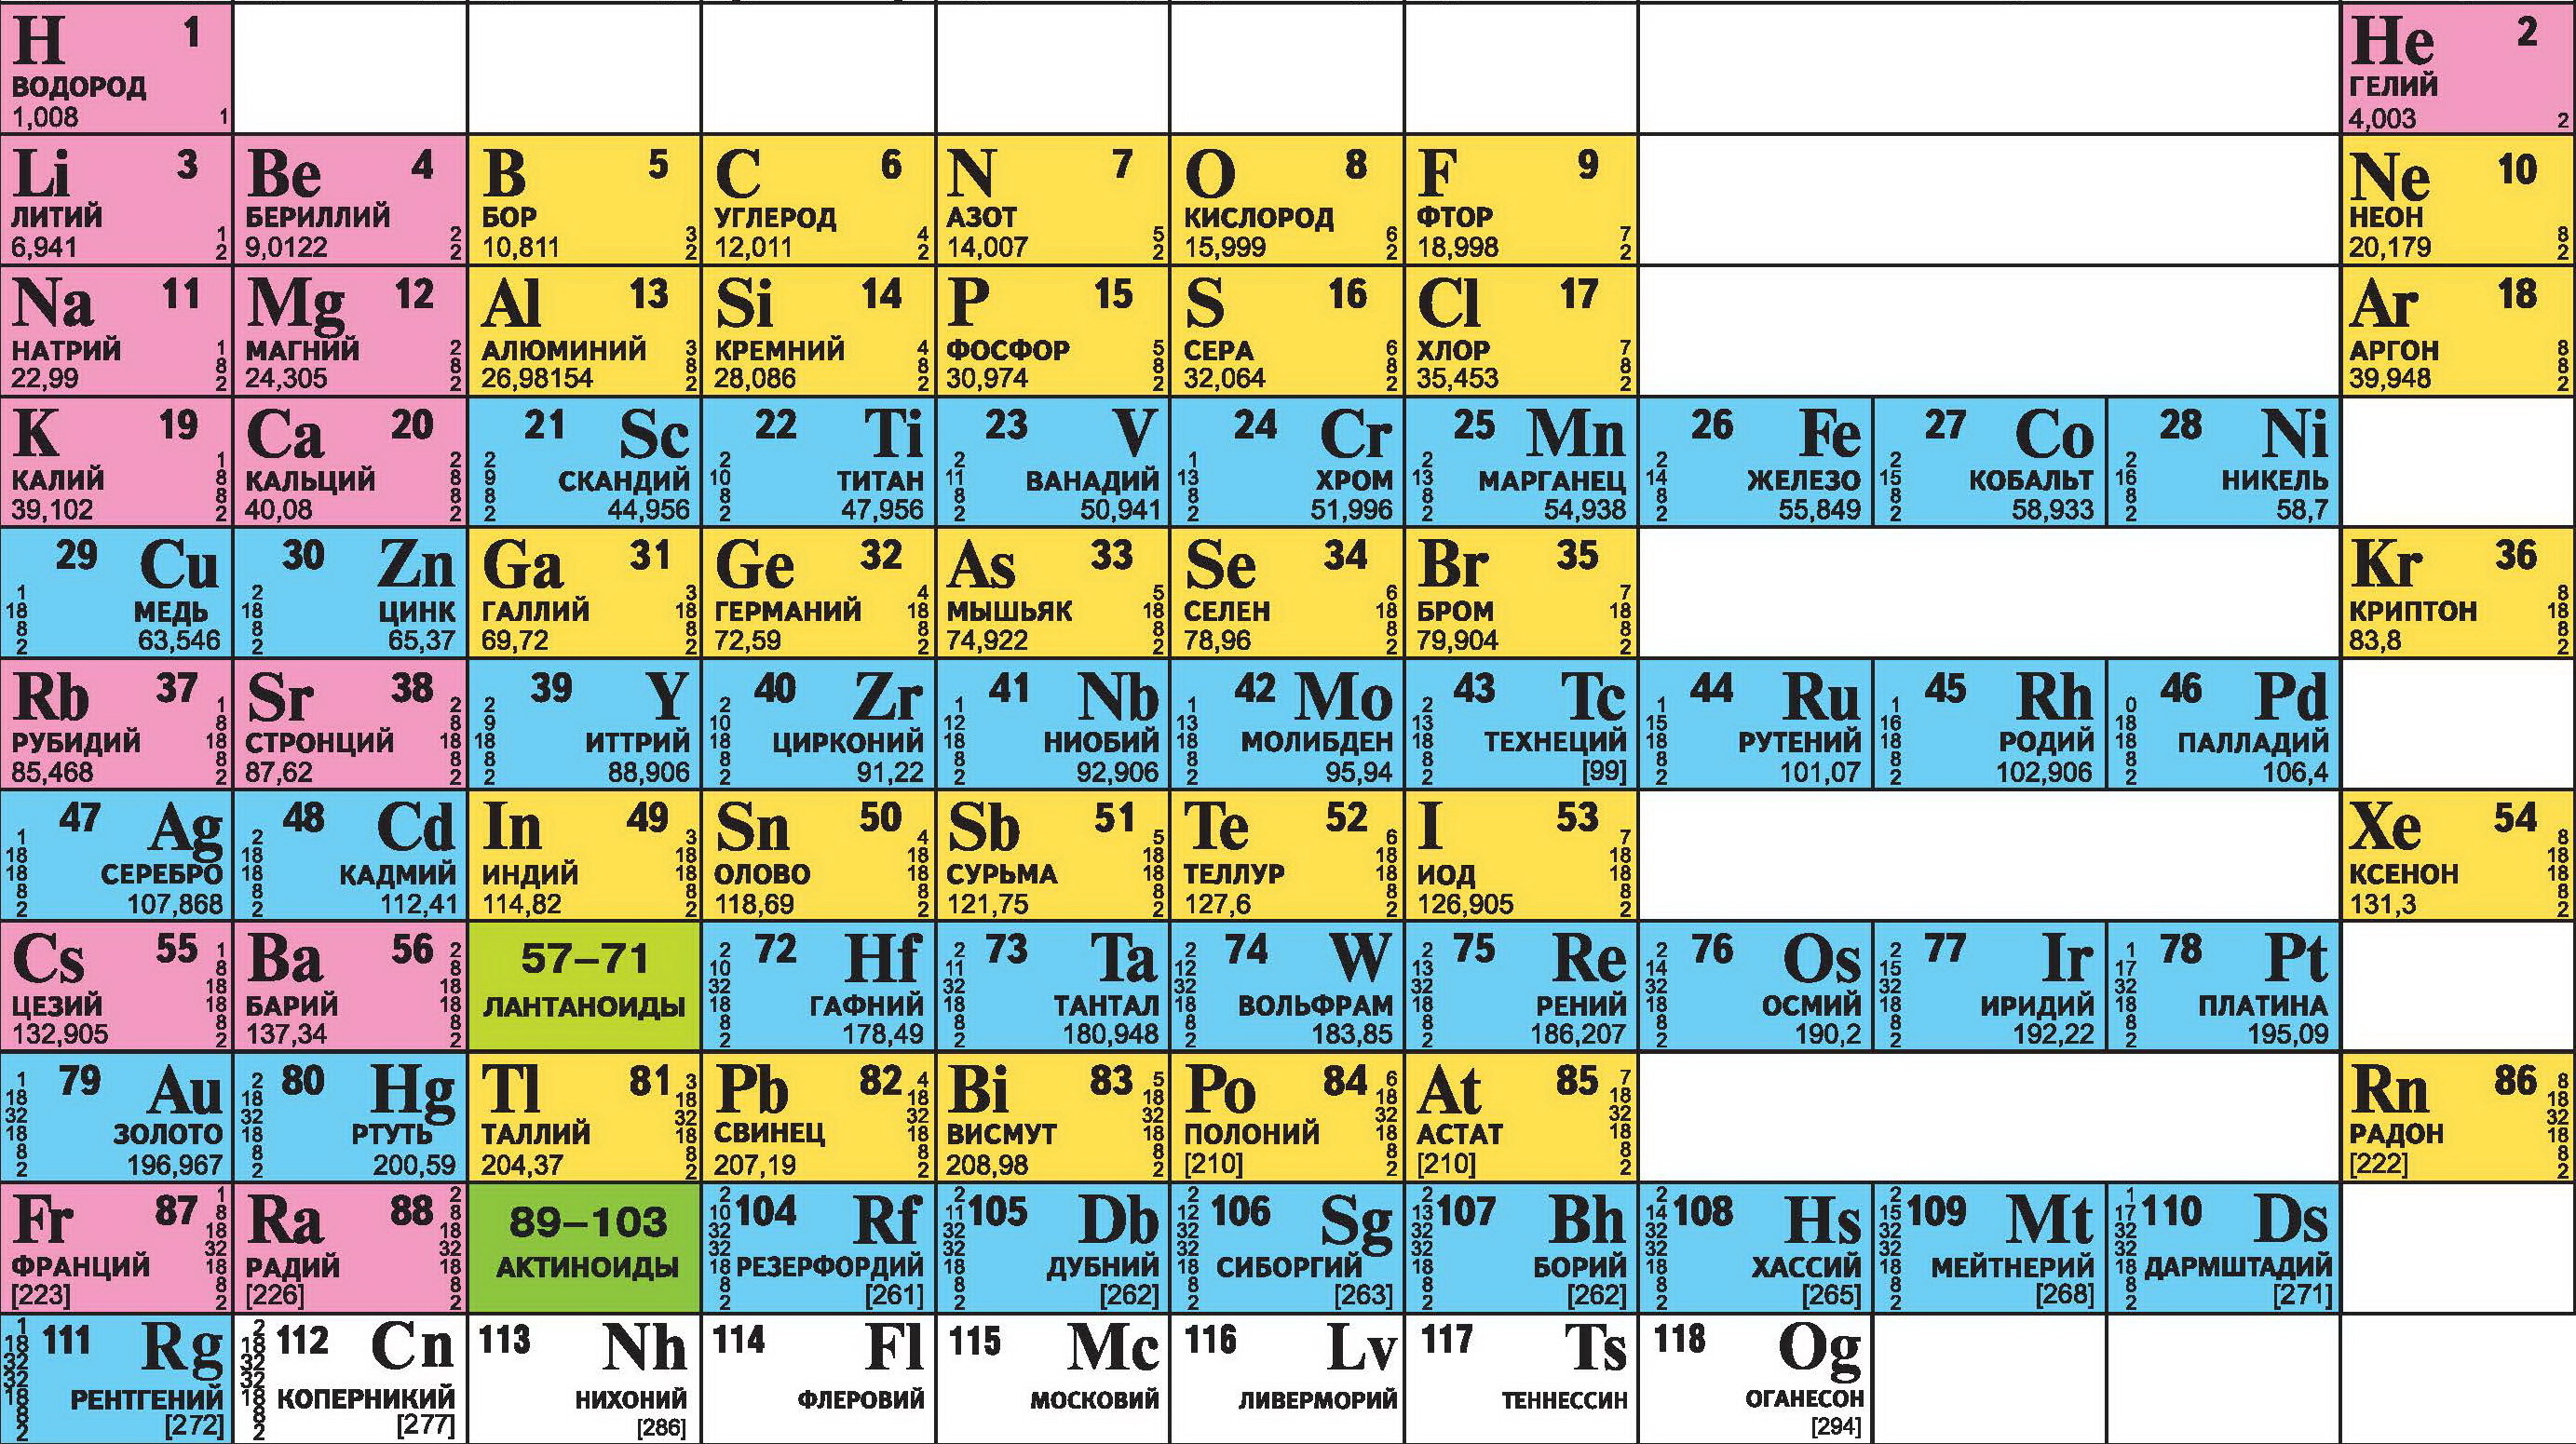 H 1
ВОДОРОД
1,008 1
He 2
ГЕЛИЙ
4,003 2
Li 3
ЛИТИЙ
6,941 1 2
Be 4
БЕРИЛЛИЙ
9,0122 2 2
B 5
БОР
10,811 3 2
C 6
УГЛЕРОД
12,011 4 2
N 7
АЗОТ
14,007 5 2
O 8
КИСЛОРОД
15,999 6 2
F 9
ФТОР
18,998 7 2
Ne 10
НЕОН
20,179 8 2
Na 11
НАТРИЙ
22,99 1 8 2
Mg 12
МАГНИЙ
24,305 2 8 2
Al 13
АЛЮМИНИЙ
26,98154 3 8 2
Si 14
КРЕМНИЙ
28,086 4 8 2
P 15
ФОСФОР
30,974 5 8 2
S 16
СЕРА
32,064 6 8 2
Cl 17
ХЛОР
35,453 7 8 2
Ar 18
АРГОН
39,948 8 8 2
K 19
КАЛИЙ
39,102 1 8 8 2
Ca 20
КАЛЬЦИЙ
40,08 2 8 8 2
21 Sc
СКАНДИЙ
2 9 8 2 44,956
22 Ti
ТИТАН
2 10 8 2 47,956
23 V
ВАНАДИЙ
2 11 8 2 50,941
24 Cr
ХРОМ
1 13 8 2 51,996
25 Mn
МАРГАНЕЦ
2 13 8 2 54,938
26 Fe
ЖЕЛЕЗО
2 14 8 2 55,849
27 Co
КОБАЛЬТ
2 15 8 2 58,933
28 Ni
НИКЕЛЬ
2 16 8 2 58,7
29 Cu
МЕДЬ
1 18 8 2 63,546
30 Zn
ЦИНК
2 18 8 2 65,37
Ga 31
ГАЛЛИЙ
69,72 3 18 8 2
Ge 32
ГЕРМАНИЙ
72,59 4 18 8 2
As 33
МЫШЬЯК
74,922 5 18 8 2
Se 34
СЕЛЕН
78,96 6 18 8 2
Br 35
БРОМ
79,904 7 18 8 2
Kr 36
КРИПТОН
83,8 8 18 8 2
Rb 37
РУБИДИЙ
85,468 1 8 18 8 2
Sr 38
СТРОНЦИЙ
87,62 2 8 18 8 2
39 Y
ИТТРИЙ
2 9 18 8 2 88,906
40 Zr
ЦИРКОНИЙ
2 10 18 8 2 91,22
41 Nb
НИОБИЙ
1 12 18 8 2 92,906
42 Mo
МОЛИБДЕН
1 13 18 8 2 95,94
43 Tc
ТЕХНЕЦИЙ
2 13 18 8 2 [99]
44 Ru
РУТЕНИЙ
1 15 18 8 2 101,07
45 Rh
РОДИЙ
1 16 18 8 2 102,906
46 Pd
ПАЛЛАДИЙ
0 18 18 8 2 106,4
47 Ag
СЕРЕБРО
1 18 18 8 2 107,868
48 Cd
КАДМИЙ
2 18 18 8 2 112,41
In 49
ИНДИЙ
114,82 3 18 18 8 2
Sn 50
ОЛОВО
118,69 4 18 18 8 2
Sb 51
СУРЬМА
121,75 5 18 18 8 2
Te 52
ТЕЛЛУР
127,6 6 18 18 8 2
I 53
ИОД
126,905 7 18 18 8 2
Xe 54
КСЕНОН
131,3 8 18 18 8 2
Cs 55
ЦЕЗИЙ
132,905 1 8 18 18 8 2
Ba 56
БАРИЙ
137,34 2 8 18 18 8 2
57–71
ЛАНТАНОИДЫ
72 Hf
ГАФНИЙ
2 10 32 18 8 2 178,49
73 Ta
ТАНТАЛ
2 11 32 18 8 2 180,948
74 W
ВОЛЬФРАМ
2 12 32 18 8 2 183,85
75 Re
РЕНИЙ
2 13 32 18 8 2 186,207
76 Os
ОСМИЙ
2 14 32 18 8 2 190,2
77 Ir
ИРИДИЙ
2 15 32 18 8 2 192,22
78 Pt
ПЛАТИНА
1 17 32 18 8 2 195,09
79 Au
ЗОЛОТО
1 18 32 18 8 2 196,967
80 Hg
РТУТЬ
2 18 32 18 8 2 200,59
Tl 81
ТАЛЛИЙ
204,37 3 18 32 18 8 2
Pb 82
СВИНЕЦ
207,19 4 18 32 18 8 2
Bi 83
ВИСМУТ
208,98 5 18 32 18 8 2
Po 84
ПОЛОНИЙ
[210] 6 18 32 18 8 2
At 85
АСТАТ
[210] 7 18 32 18 8 2
Rn 86
РАДОН
[222] 8 18 32 18 8 2
Fr 87
ФРАНЦИЙ
[223] 1 8 18 32 18 8 2
Ra 88
РАДИЙ
[226] 2 8 18 32 18 8 2
89–103
АКТИНОИДЫ
104 Rf
РЕЗЕРФОРДИЙ
2 10 32 32 18 8 2 [261]
105 Db
ДУБНИЙ
2 11 32 32 18 8 2 [262]
106 Sg
СИБОРГИЙ
2 12 32 32 18 8 2 [263]
107 Bh
БОРИЙ
2 13 32 32 18 8 2 [262]
108 Hs
ХАССИЙ
2 14 32 32 18 8 2 [265]
109 Mt
МЕЙТНЕРИЙ
2 15 32 32 18 8 2 [268]
110 Ds
ДАРМШТАДИЙ
1 17 32 32 18 8 2 [271]
111 Rg
РЕНТГЕНИЙ
1 18 32 32 18 8 2 [272]
112 Cn
КОПЕРНИКИЙ
2 18 32 32 18 8 2 [277]
113 Nh
НИХОНИЙ
[286]
114 Fl
ФЛЕРОВИЙ
115 Mc
МОСКОВИЙ
116 Lv
ЛИВЕРМОРИЙ
117 Ts
ТЕННЕССИН
118 Og
ОГАНЕСОН
[294]